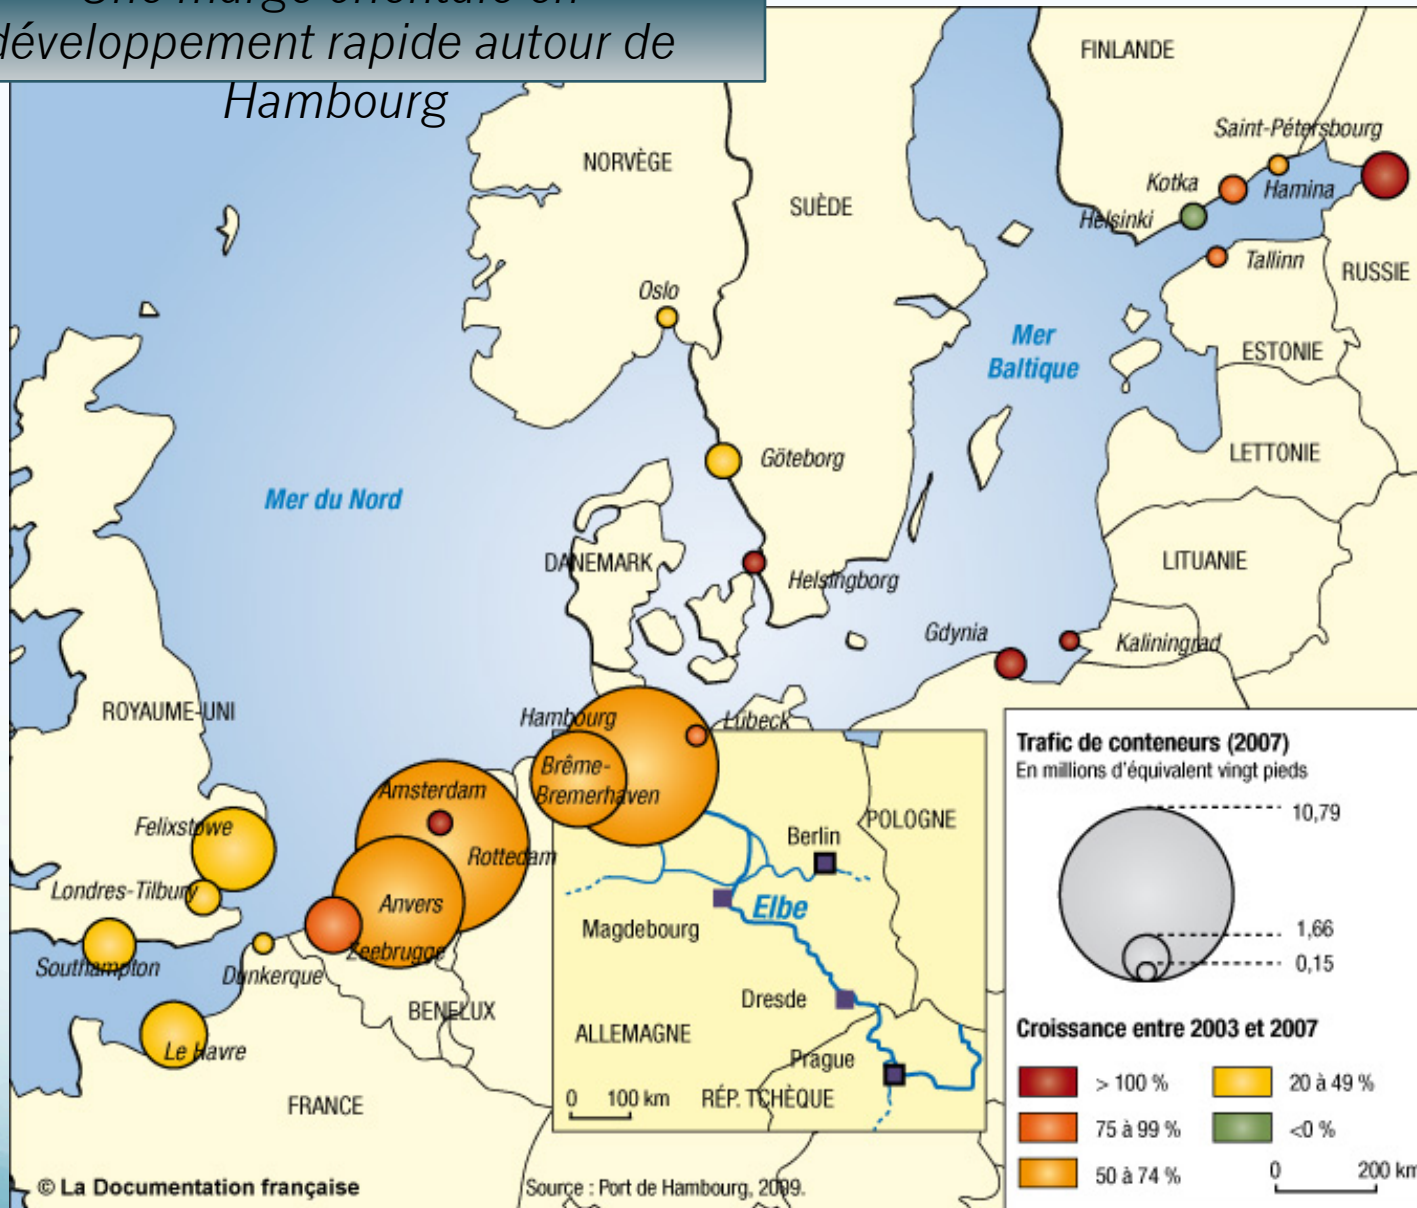 Une marge orientale en
développement rapide autour de
Hambourg
FINLANDE
Saint-Pétersbourg
NORVÈGE
Kotka
Hamina
SUÈDE
Helsinki
Tallinn
RUSSIE
Oslo
Mer
Baltique
ESTONIE
Göteborg
LETTONIE
Mer du Nord
DANEMARK
LITUANIE
Helsingborg
Gdynia
Kaliningrad
ROYAUME-UNI
Hambourg
Lübeck
Brême-
Bremerhaven
Amsterdam
Felixstowe
Rottedam
Londres-Tilbury
Anvers
Zeebrugge
Southampton
Dunkerque
BENELUX
Le Havre
FRANCE
POLOGNE
Berlin
Elbe
Magdebourg
Dresde
ALLEMAGNE
Prague
0 100 km
RÉP. TCHÈQUE
Trafic de conteneurs (2007)
En millions d'équivalent vingt pieds
10,79
1,66
0,15
Croissance entre 2003 et 2007
> 100 %
20 à 49 %
75 à 99 %
<0 %
50 à 74 %
0 200 km
© La Documentation française
Source : Port de Hambourg, 2009.